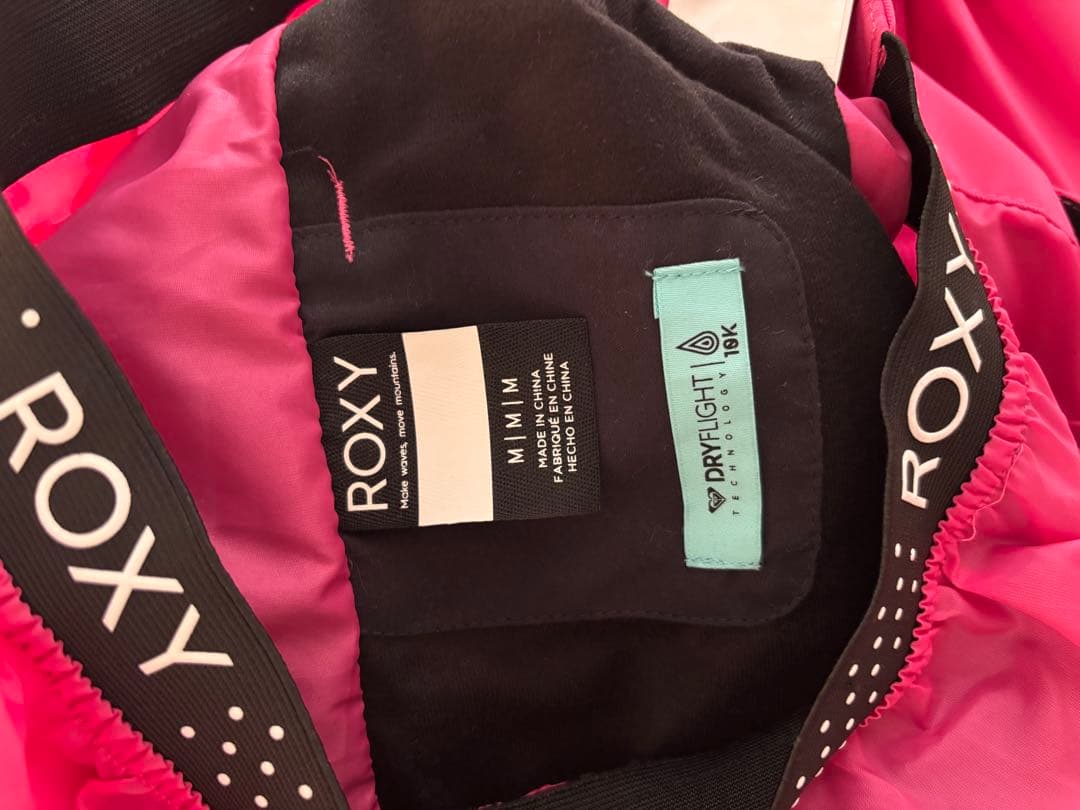 ROXY
ROXY
Make waves, move mountains.
M | M | M
MADE IN CHINA
FABRIQUÉ EN CHINE
HECHO EN CHINA
DRYFLIGHT
TECHNOLOGY
10K
ROXY